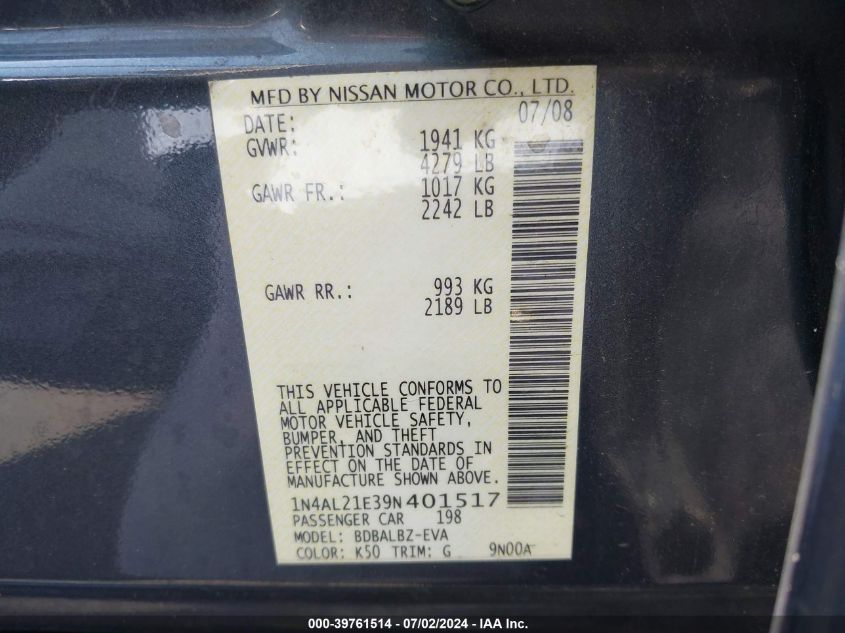 MFD BY NISSAN MOTOR CO., LTD.
DATE: 07/08
GVWR: 1941 KG
4279 LB
GAWR FR.: 1017 KG
2242 LB
GAWR RR.: 993 KG
2189 LB
THIS VEHICLE CONFORMS TO
ALL APPLICABLE FEDERAL
MOTOR VEHICLE SAFETY,
BUMPER, AND THEFT
PREVENTION STANDARDS IN
EFFECT ON THE DATE OF
MANUFACTURE SHOWN ABOVE.
1N4AL21E39N401517
PASSENGER CAR 198
MODEL: BDBALBZ-EVA
COLOR: K50 TRIM: G 9N00A
000-39761514 - 07/02/2024 - IAA Inc.